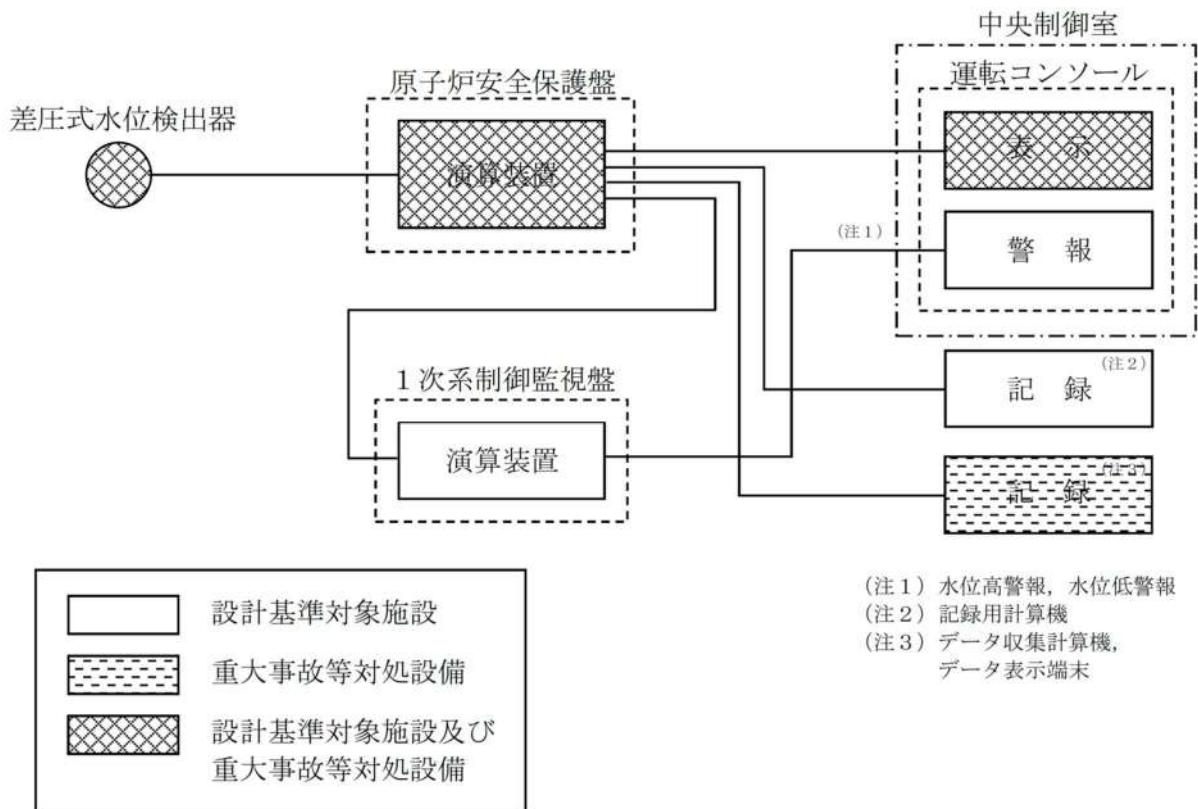 中央制御室
運転コンソール
原子炉安全保護盤
差圧式水位検出器
演算装置
表 示
(注1)
警 報
1次系制御監視盤
演算装置
(注2)
記 録
(注3)
記 録
設計基準対象施設
重大事故等対処設備
設計基準対象施設及び
重大事故等対処設備
(注1) 水位高警報，水位低警報
(注2) 記録用計算機
(注3) データ収集計算機，
データ表示端末